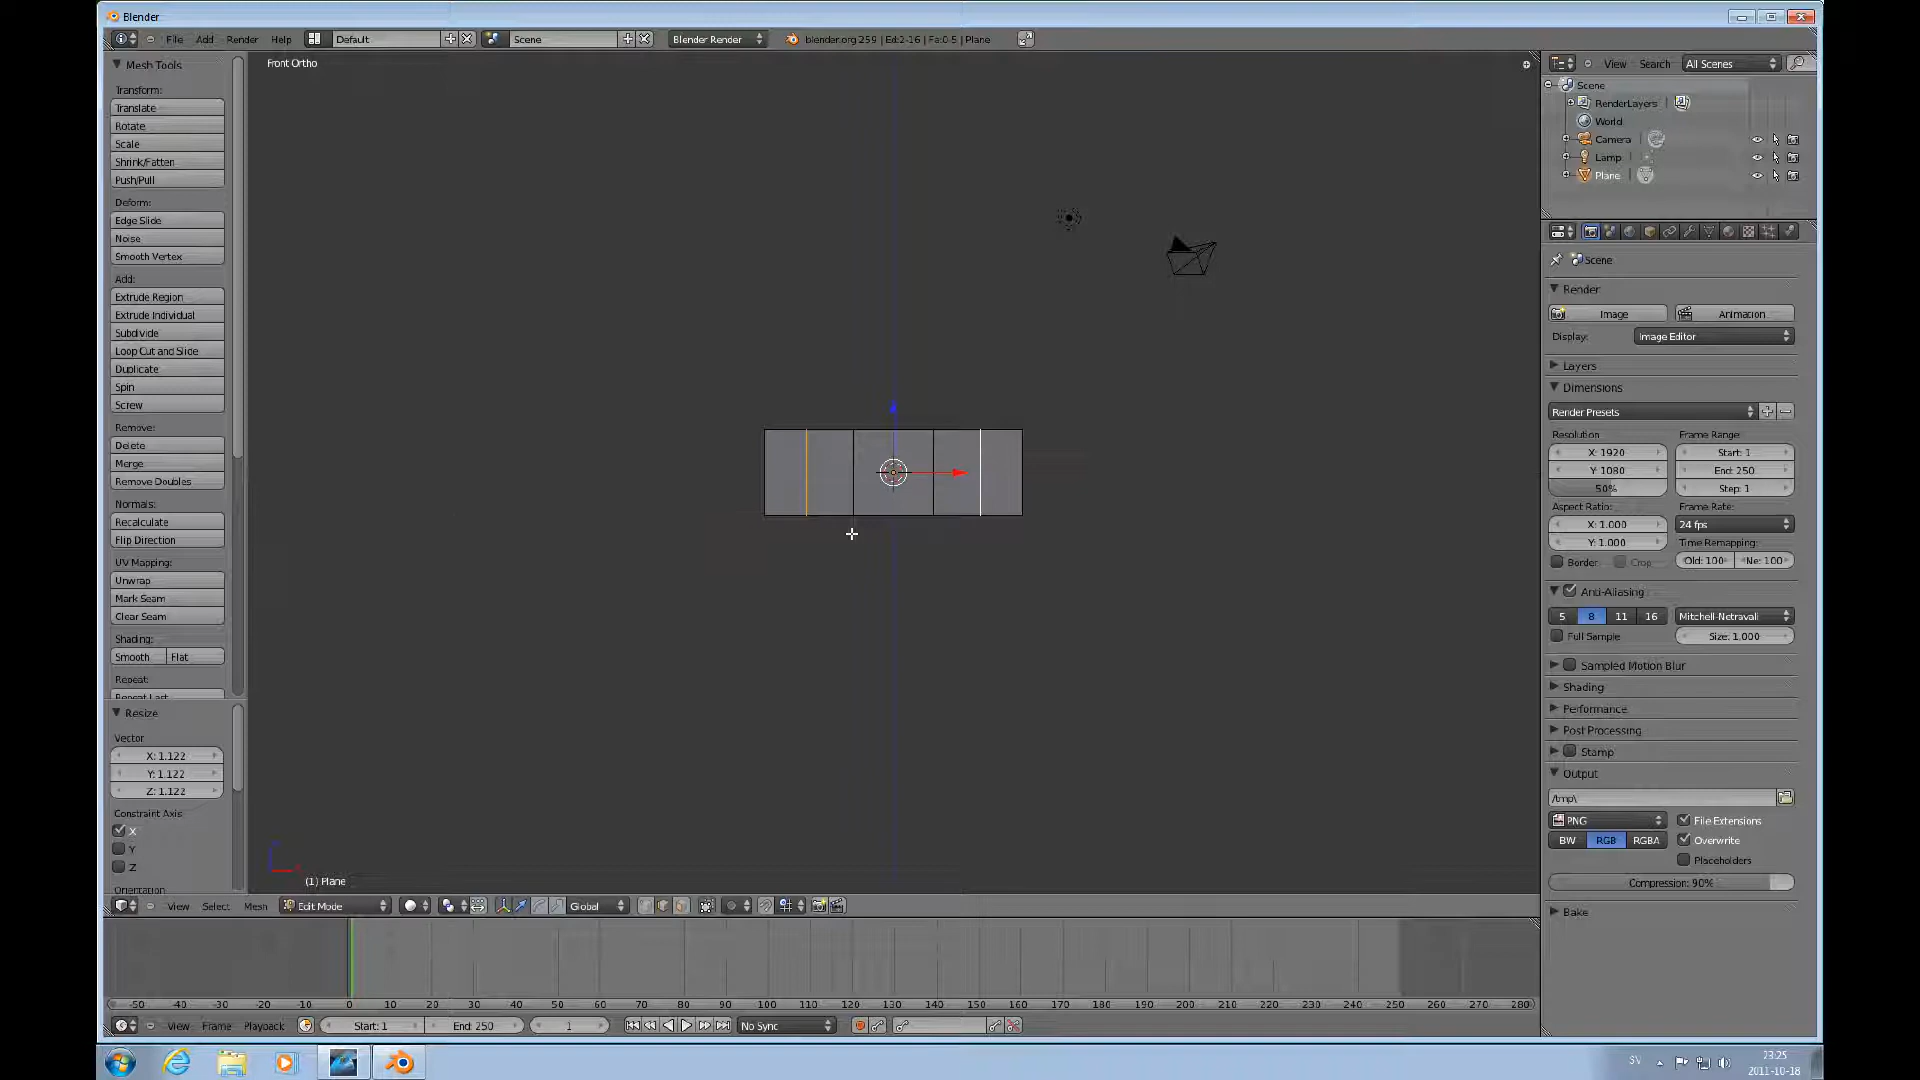 Blender
File Add Render Help Default Scene Blender Render blender.org 259 | Ed:2-16 | Fa:0-5 | Plane
Front Ortho
Mesh Tools
Transform:
Translate
Rotate
Scale
Shrink/Fatten
Push/Pull
Deform:
Edge Slide
Noise
Smooth Vertex
Add:
Extrude Region
Extrude Individual
Subdivide
Loop Cut and Slide
Duplicate
Spin
Screw
Remove:
Delete
Merge
Remove Doubles
Normals:
Recalculate
Flip Direction
UV Mapping:
Unwrap
Mark Seam
Clear Seam
Shading:
Smooth Flat
Repeat:
Repeat Last
Resize
Vector
X: 1.122
Y: 1.122
Z: 1.122
Constraint Axis
X
Y
Z
Orientation
(1) Plane
View Select Mesh Edit Mode Global
View Search All Scenes
Scene
RenderLayers
World
Camera
Lamp
Plane
Scene
Render
Image Animation
Display: Image Editor
Layers
Dimensions
Render Presets
Resolution Frame Range:
X: 1920 Start: 1
Y: 1080 End: 250
50% Step: 1
Aspect Ratio: Frame Rate:
X: 1.000 24 fps
Y: 1.000 Time Remapping:
Border Crop Old: 100 Ne: 100
Anti-Aliasing
5 8 11 16 Mitchell-Netravali
Full Sample Size: 1.000
Sampled Motion Blur
Shading
Performance
Post Processing
Stamp
Output
/tmp\
PNG File Extensions
BW RGB RGBA Overwrite
Placeholders
Compression: 90%
Bake
-50 -40 -30 -20 -10 0 10 20 30 40 50 60 70 80 90 100 110 120 130 140 150 160 170 180 190 200 210 220 230 240 250 260 270 280
View Frame Playback Start: 1 End: 250 1 No Sync
SV 23:25
2011-10-18